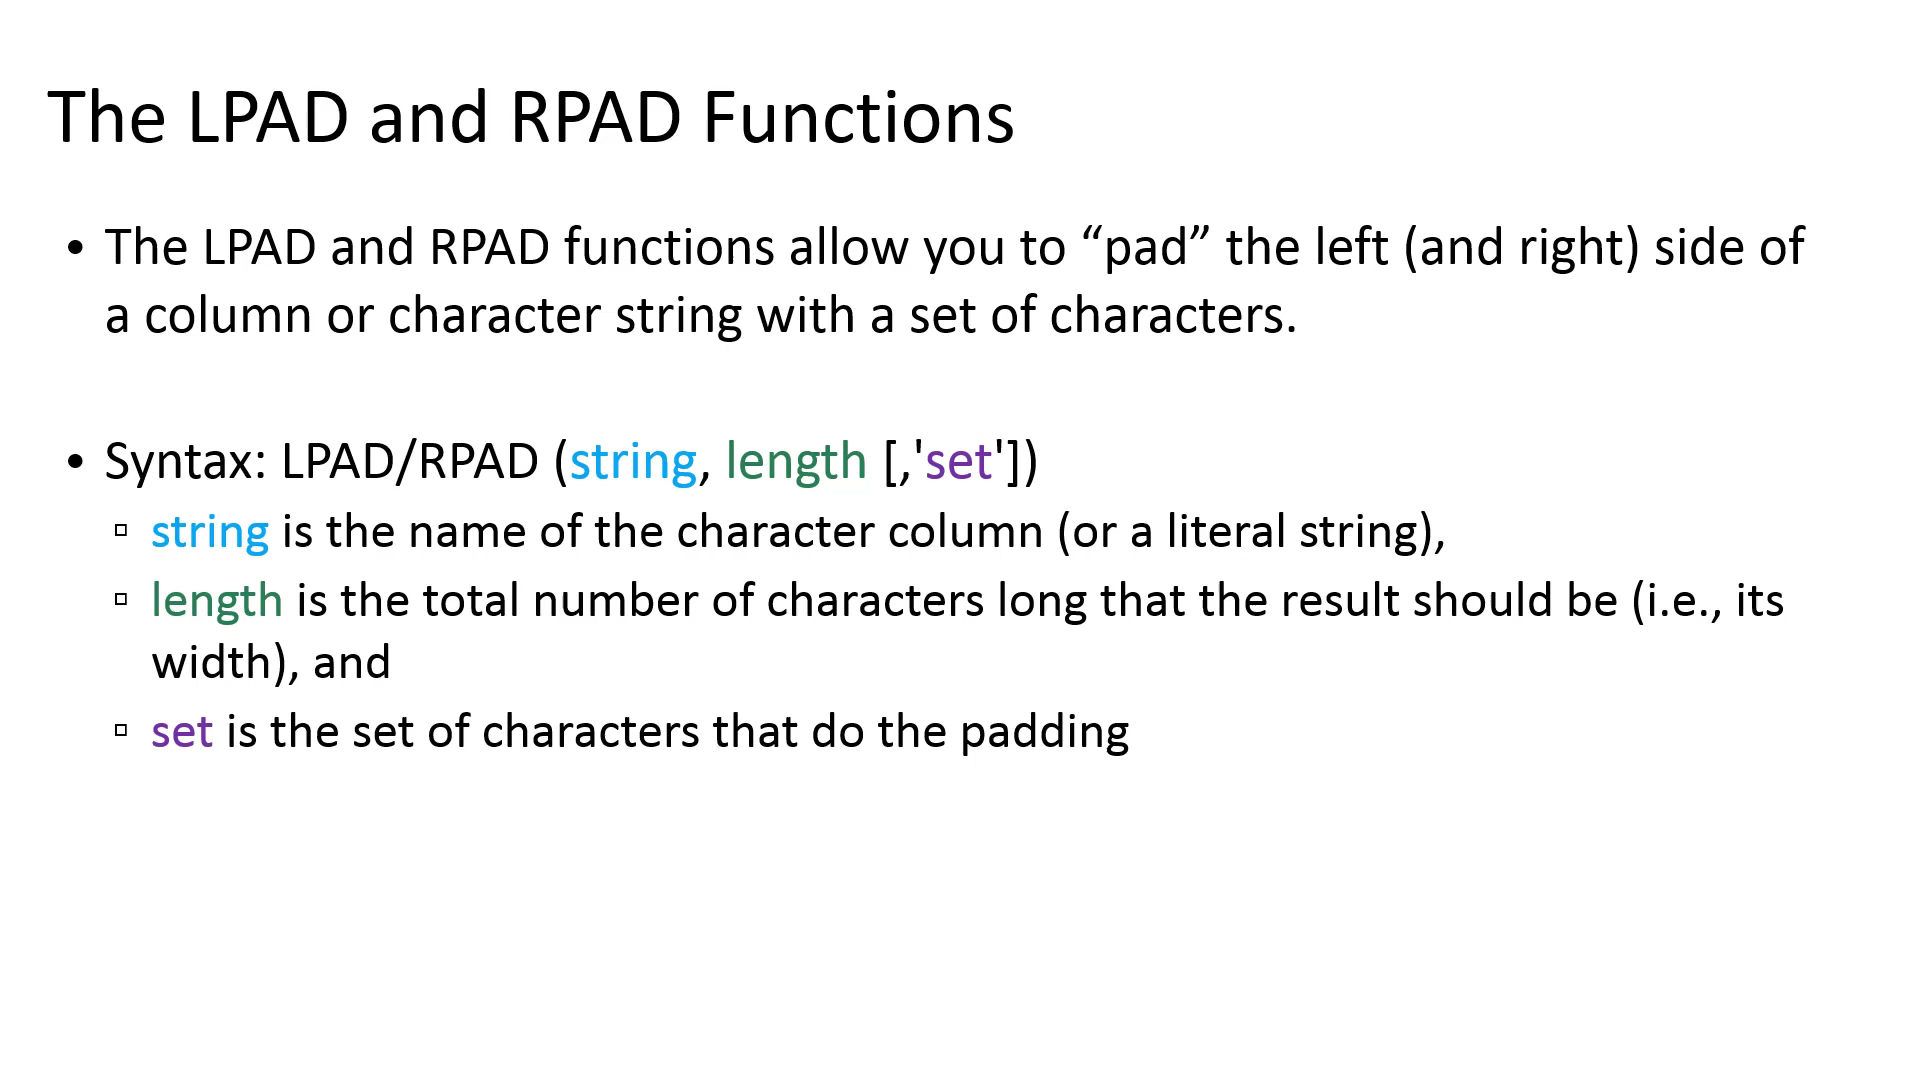 The LPAD and RPAD Functions
• The LPAD and RPAD functions allow you to “pad” the left (and right) side of
a column or character string with a set of characters.
• Syntax: LPAD/RPAD (string, length [,'set'])
▫ string is the name of the character column (or a literal string),
▫ length is the total number of characters long that the result should be (i.e., its
width), and
▫ set is the set of characters that do the padding